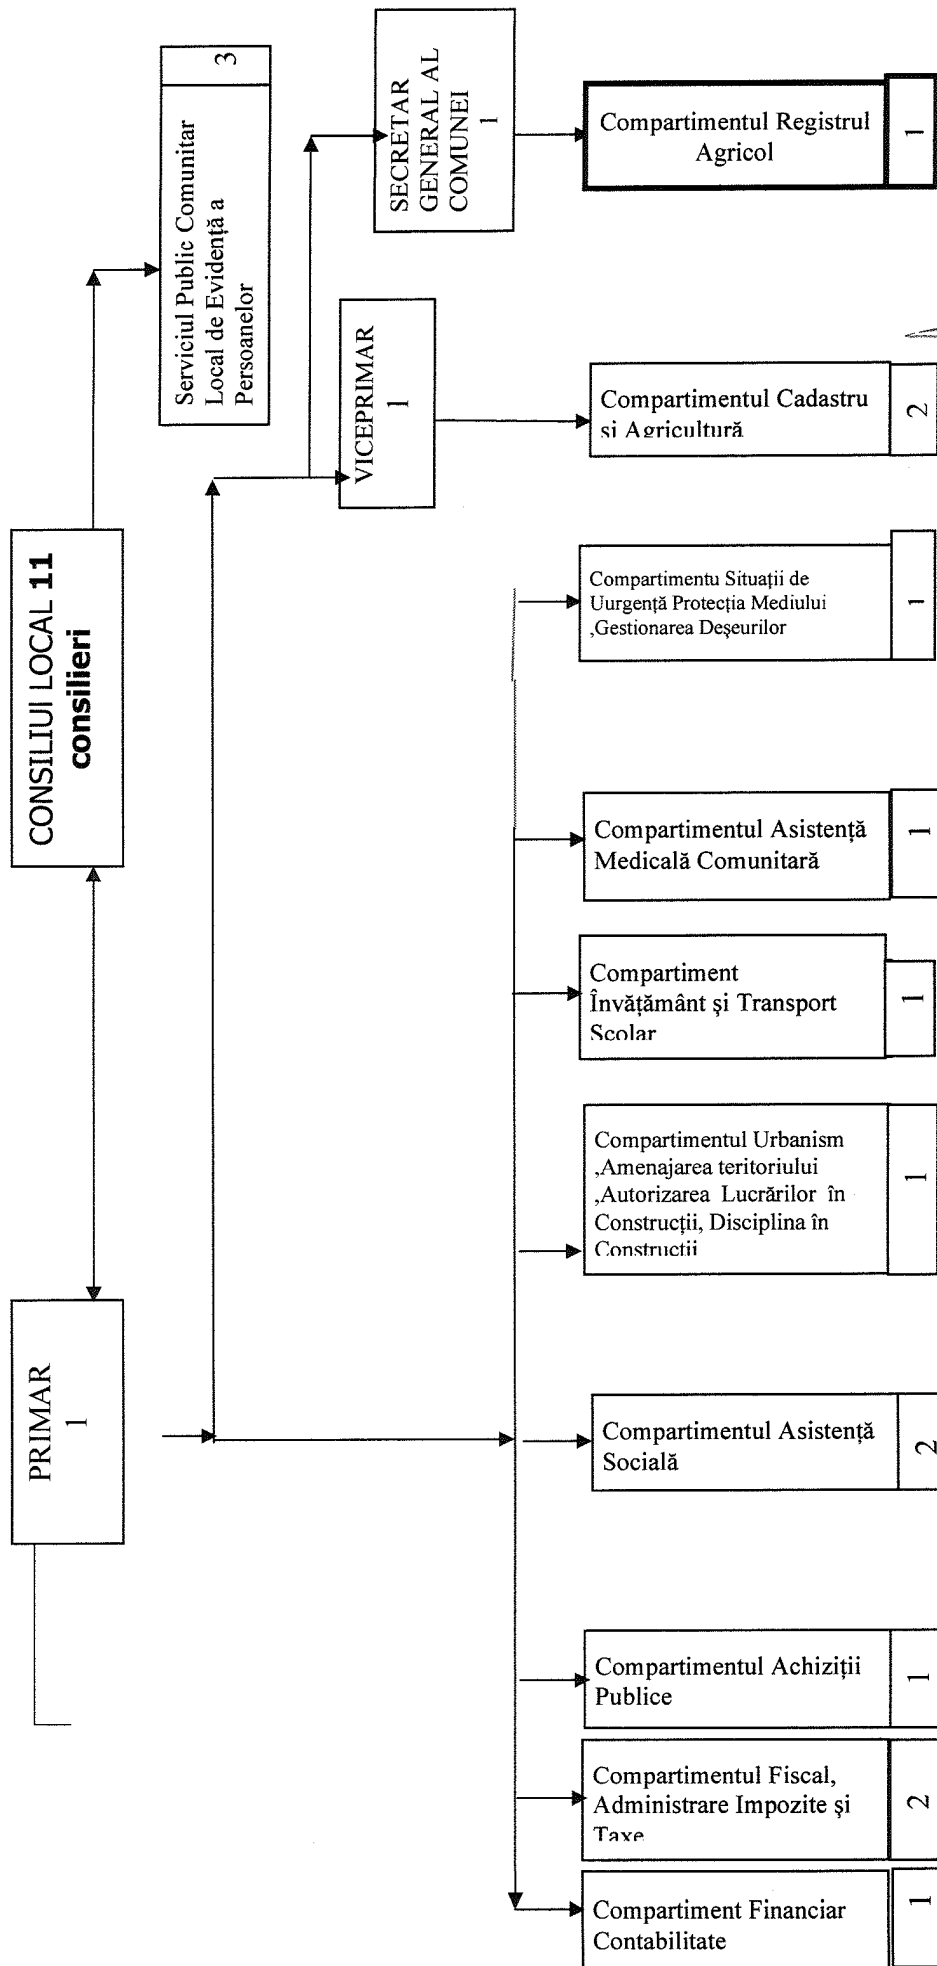 CONSILIUI LOCAL 11
consilieri
PRIMAR
1
Serviciul Public Comunitar
Local de Evidență a
Persoanelor
3
SECRETAR
GENERAL AL
COMUNEI
1
VICEPRIMAR
1
Compartimentul Registrul
Agricol
1
Compartimentul Cadastru
și Agricultură
2
Compartimentu Situații de
Uurgență Protecția Mediului
,Gestionarea Deșeurilor
1
Compartimentul Asistență
Medicală Comunitară
1
Compartiment
Învățământ și Transport
Școlar
1
Compartimentul Urbanism
,Amenajarea teritoriului
,Autorizarea Lucrărilor în
Construcții, Disciplina în
Construcții
1
Compartimentul Asistență
Socială
2
Compartimentul Achiziții
Publice
1
Compartimentul Fiscal,
Administrare Impozite și
Taxe
2
Compartiment Financiar
Contabilitate
1